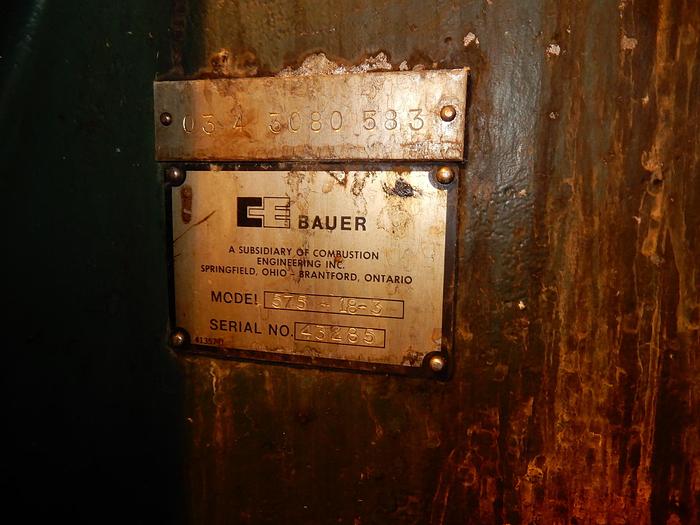 03 4 3080 583
CE BAUER
A SUBSIDIARY OF COMBUSTION
ENGINEERING INC.
SPRINGFIELD, OHIO - BRANTFORD, ONTARIO
MODEL 575 - 18-3
SERIAL NO. 43285